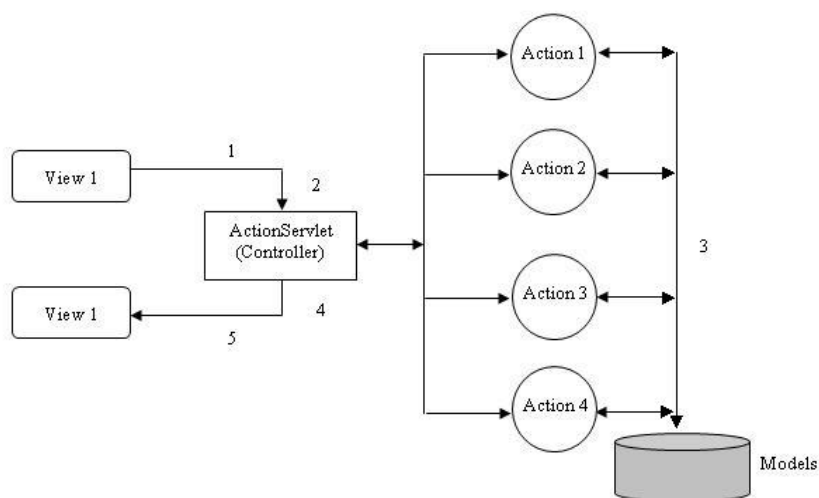 Action 1
1
View 1
2
Action 2
ActionServlet
(Controller)
3
View 1
4
Action 3
5
Action 4
Models